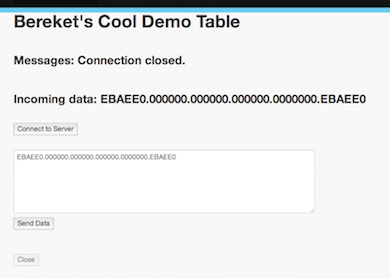 Bereket's Cool Demo Table
Messages: Connection closed.
Incoming data: EBAEE0.000000.000000.000000.0000000.EBAEE0
Connect to Server
EBAEE0.000000.000000.000000.0000000.EBAEE0
Send Data
Close